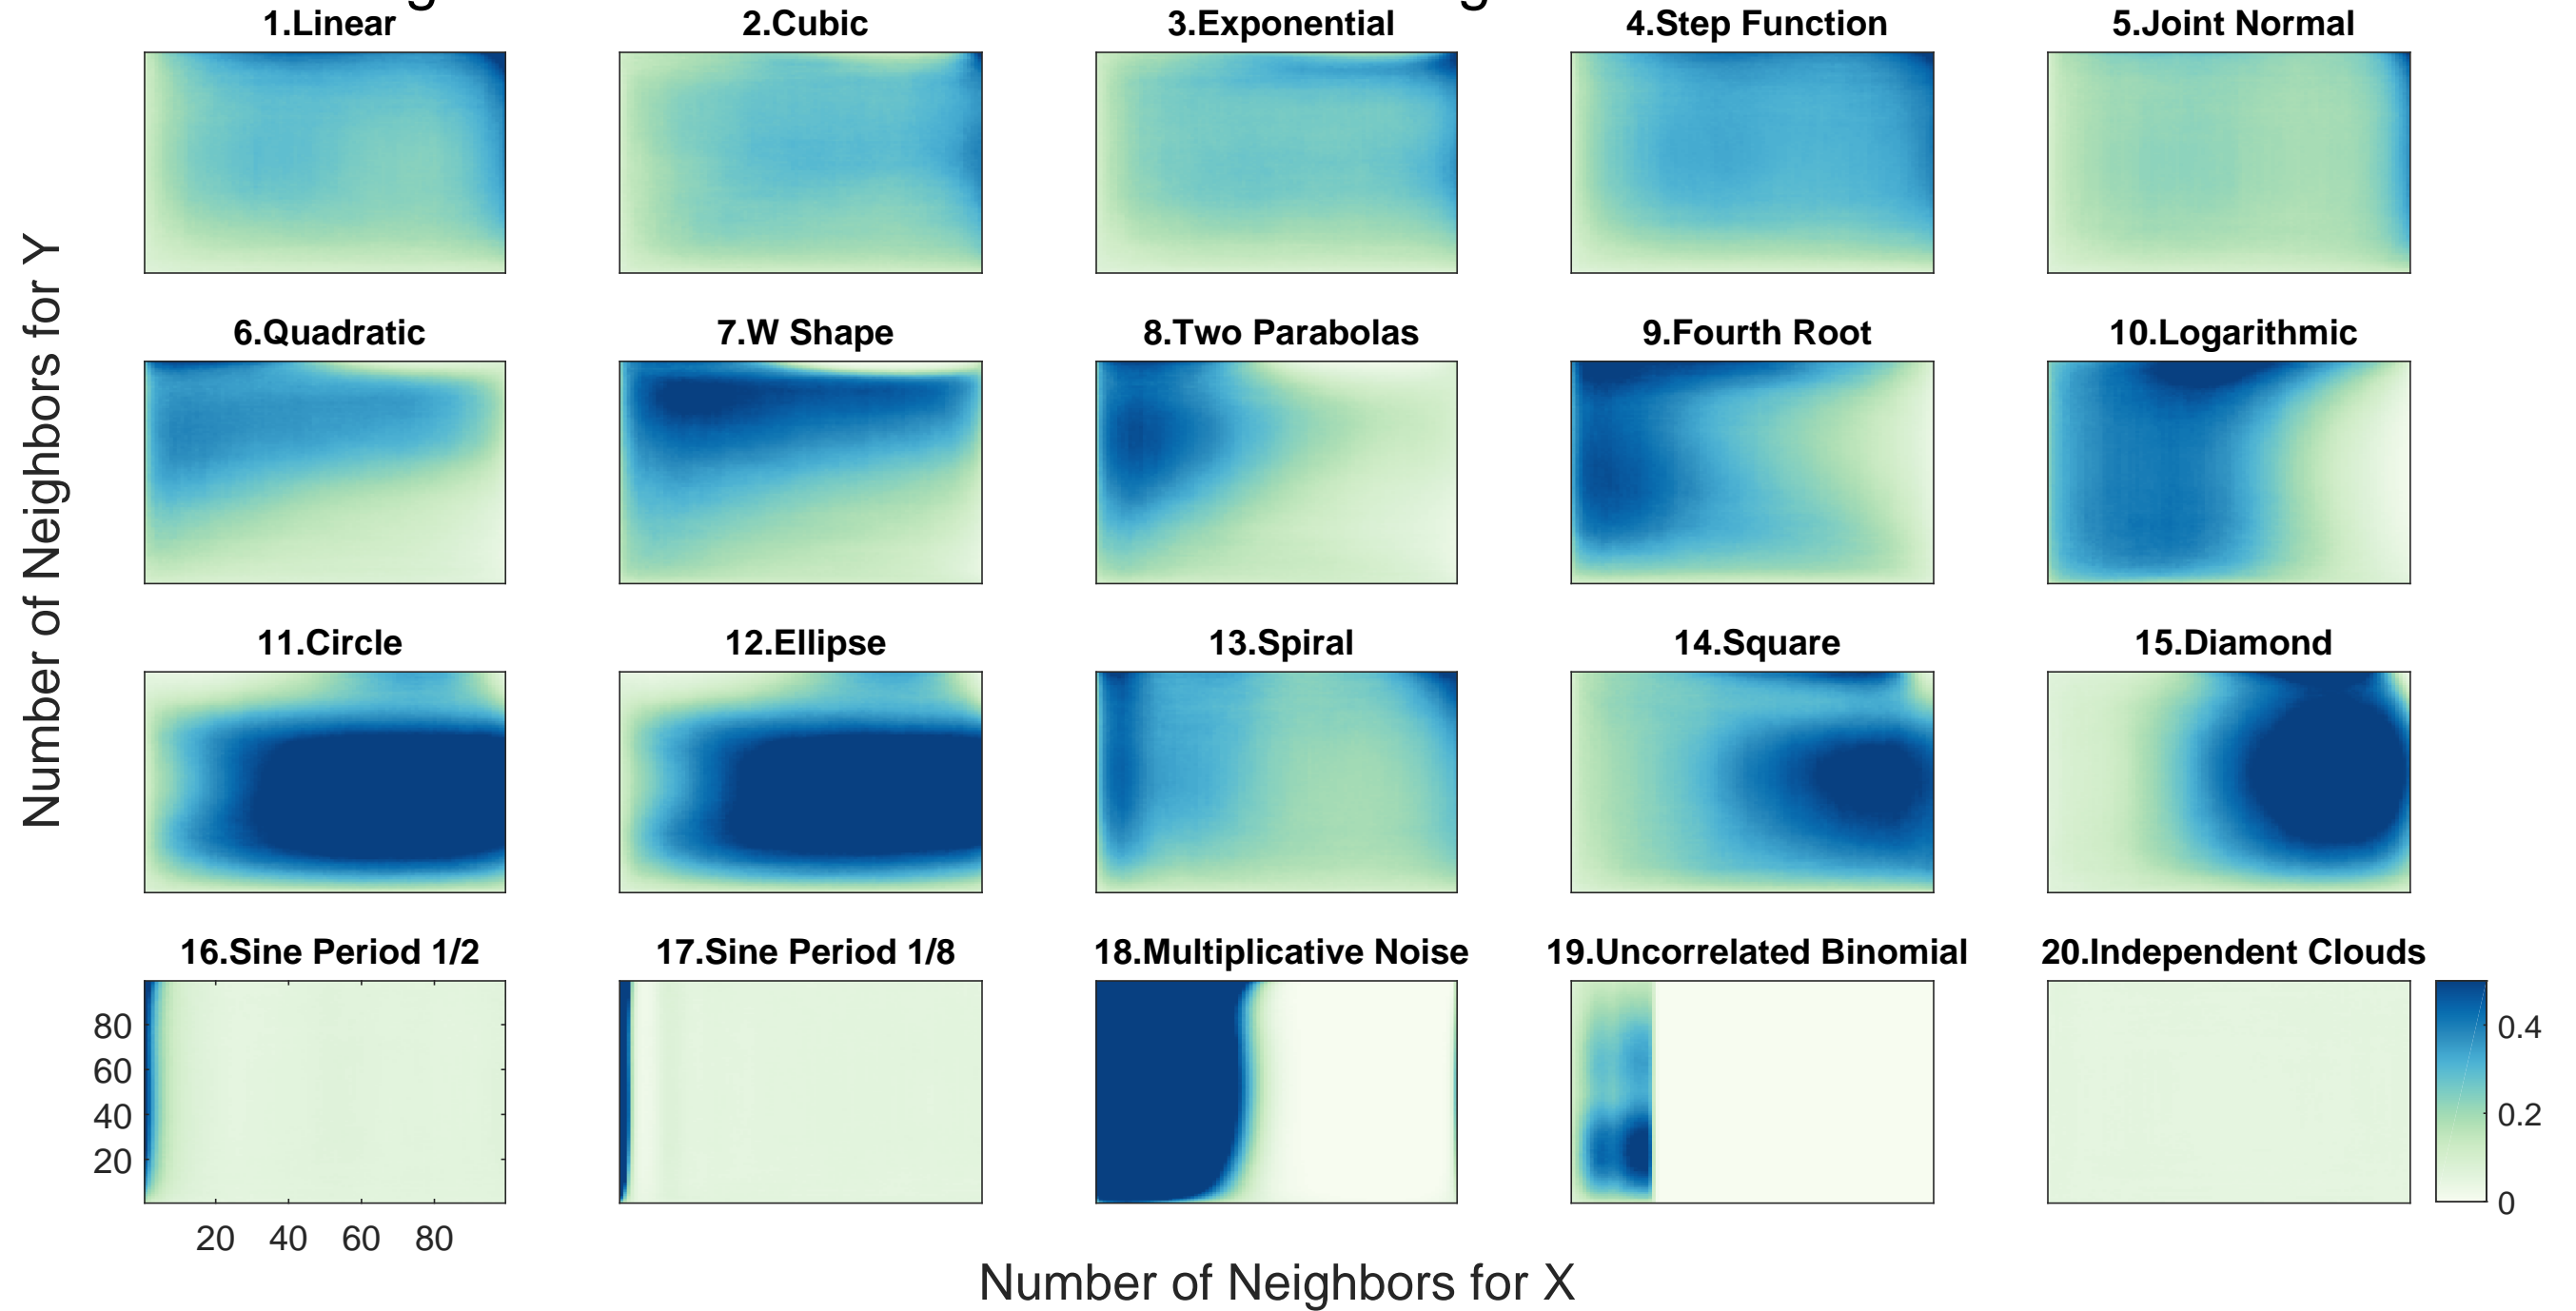 1.Linear 2.Cubic 3.Exponential 4.Step Function 5.Joint Normal
Number of Neighbors for Y
6.Quadratic 7.W Shape 8.Two Parabolas 9.Fourth Root 10.Logarithmic
11.Circle 12.Ellipse 13.Spiral 14.Square 15.Diamond
16.Sine Period 1/2 17.Sine Period 1/8 18.Multiplicative Noise 19.Uncorrelated Binomial 20.Independent Clouds
80
60
40
20
20 40 60 80
0.4
0.2
0
Number of Neighbors for X